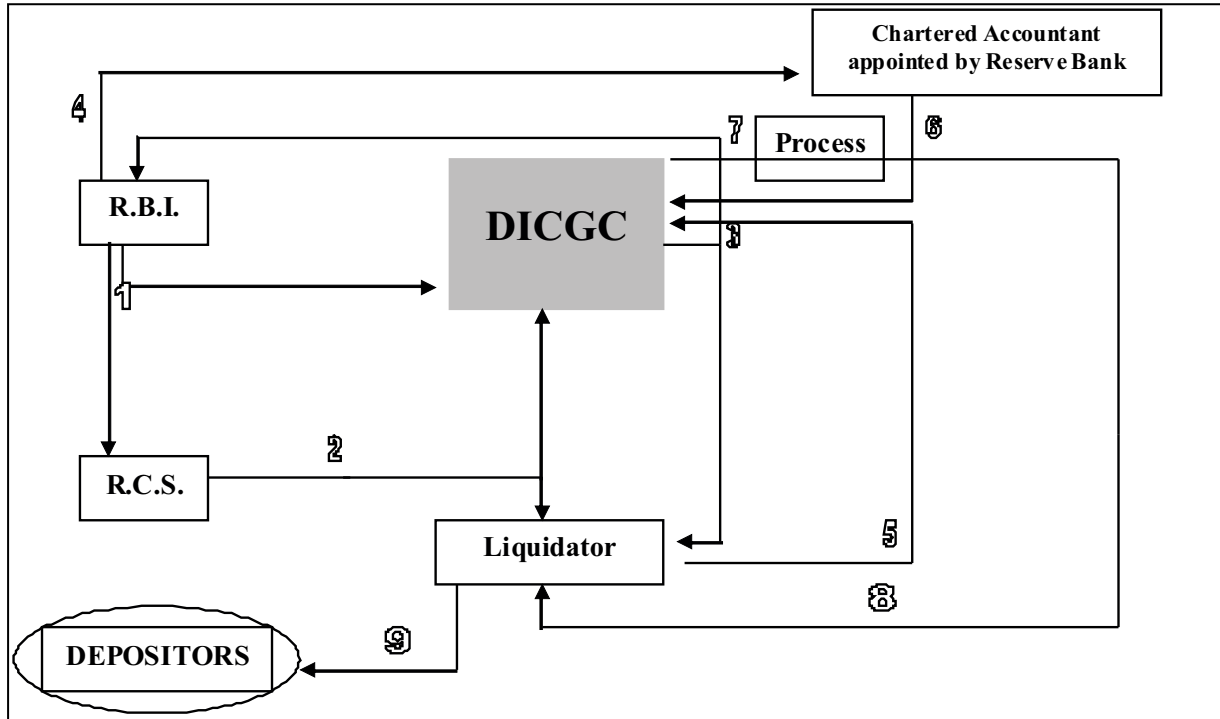 Chartered Accountant
appointed by Reserve Bank
4
7
6
Process
R.B.I.
DICGC
3
1
2
R.C.S.
Liquidator
5
8
9
DEPOSITORS